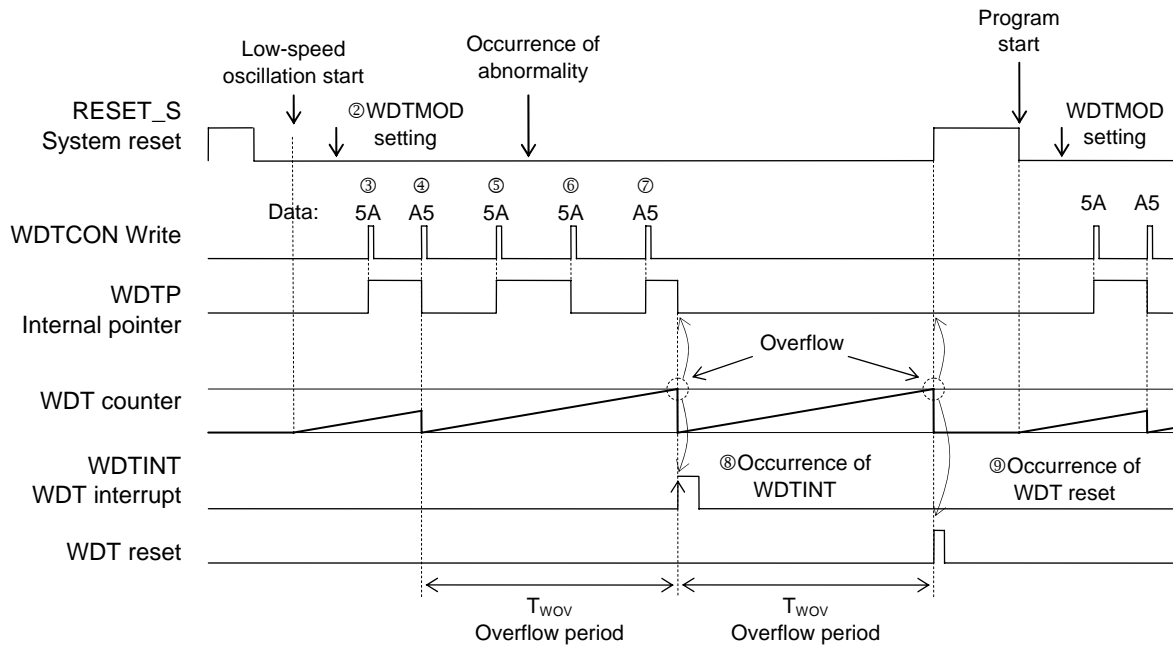 Program
start
Low-speed
oscillation start
Occurrence of
abnormality
RESET_S
System reset
②WDTMOD
setting
WDTMOD
setting
③ ④ ⑤ ⑥ ⑦
Data: 5A A5 5A 5A A5 5A A5
WDTCON Write
WDTP
Internal pointer
Overflow
WDT counter
WDTINT
WDT interrupt
⑧Occurrence of
WDTINT
⑨Occurrence of
WDT reset
WDT reset
TWOV
Overflow period
TWOV
Overflow period